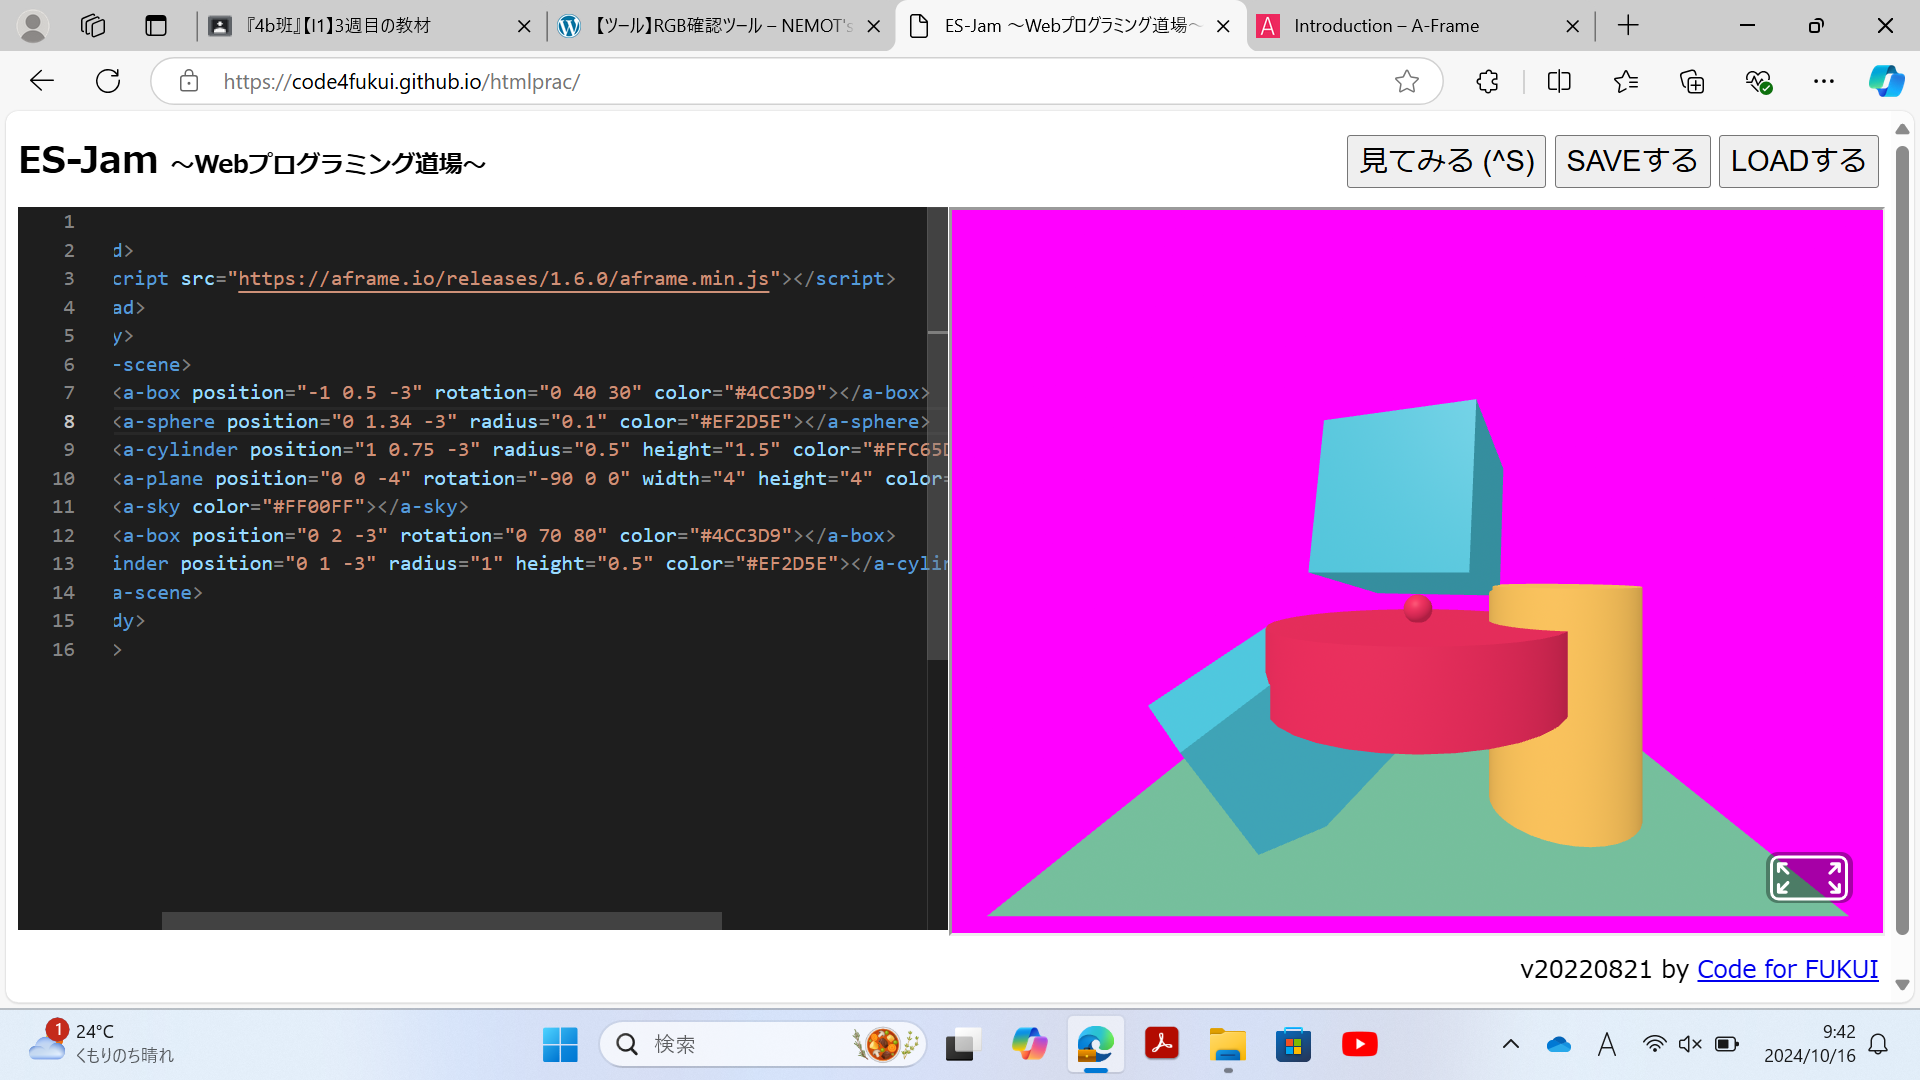 『4b班』【I1】3週目の教材
【ツール】RGB確認ツール – NEMOT's
ES-Jam ～Webプログラミング道場～
Introduction – A-Frame
https://code4fukui.github.io/htmlprac/
ES-Jam ～Webプログラミング道場～
見てみる (^S)
SAVEする
LOADする
1
2 d>
3 cript src="https://aframe.io/releases/1.6.0/aframe.min.js"></script>
4 ad>
5 y>
6 -scene>
7 <a-box position="-1 0.5 -3" rotation="0 40 30" color="#4CC3D9"></a-box>
8 <a-sphere position="0 1.34 -3" radius="0.1" color="#EF2D5E"></a-sphere>
9 <a-cylinder position="1 0.75 -3" radius="0.5" height="1.5" color="#FFC65D
10 <a-plane position="0 0 -4" rotation="-90 0 0" width="4" height="4" color=
11 <a-sky color="#FF00FF"></a-sky>
12 <a-box position="0 2 -3" rotation="0 70 80" color="#4CC3D9"></a-box>
13 inder position="0 1 -3" radius="1" height="0.5" color="#EF2D5E"></a-cylin
14 a-scene>
15 dy>
16 >
v20220821 by Code for FUKUI
1
24°C
くもりのち晴れ
検索
A
9:42
2024/10/16